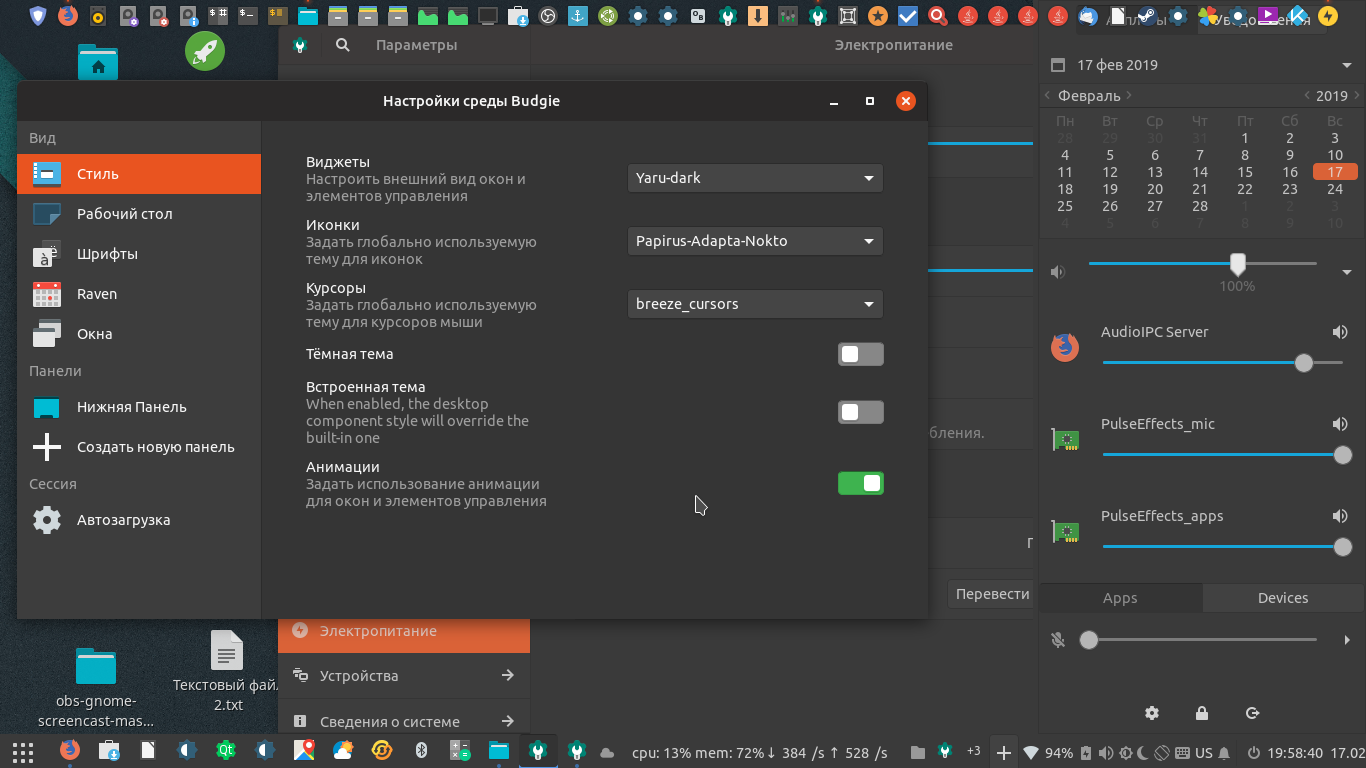 Параметры
Электропитание
17 фев 2019
Февраль
2019
Пн Вт Ср Чт Пт Сб Вс
28 29 30 31 1 2 3
4 5 6 7 8 9 10
11 12 13 14 15 16 17
18 19 20 21 22 23 24
25 26 27 28 1 2 3
4 5 6 7 8 9 10
100%
AudioIPC Server
PulseEffects_mic
PulseEffects_apps
Apps
Devices
Настройки среды Budgie
Вид
Стиль
Рабочий стол
Шрифты
Raven
Окна
Панели
Нижняя Панель
Создать новую панель
Сессия
Автозагрузка
Виджеты
Настроить внешний вид окон и
элементов управления
Yaru-dark
Иконки
Задать глобально используемую
тему для иконок
Papirus-Adapta-Nokto
Курсоры
Задать глобально используемую
тему для курсоров мыши
breeze_cursors
Тёмная тема
Встроенная тема
When enabled, the desktop
component style will override the
built-in one
Анимации
Задать использование анимации
для окон и элементов управления
бления.
Перевести
Электропитание
Устройства
Сведения о системе
obs-gnome-
screencast-mas...
Текстовый фай
2.txt
cpu: 13% mem: 72%↓ 384 /s ↑ 528 /s
+3
94%
US
19:58:40 17.02